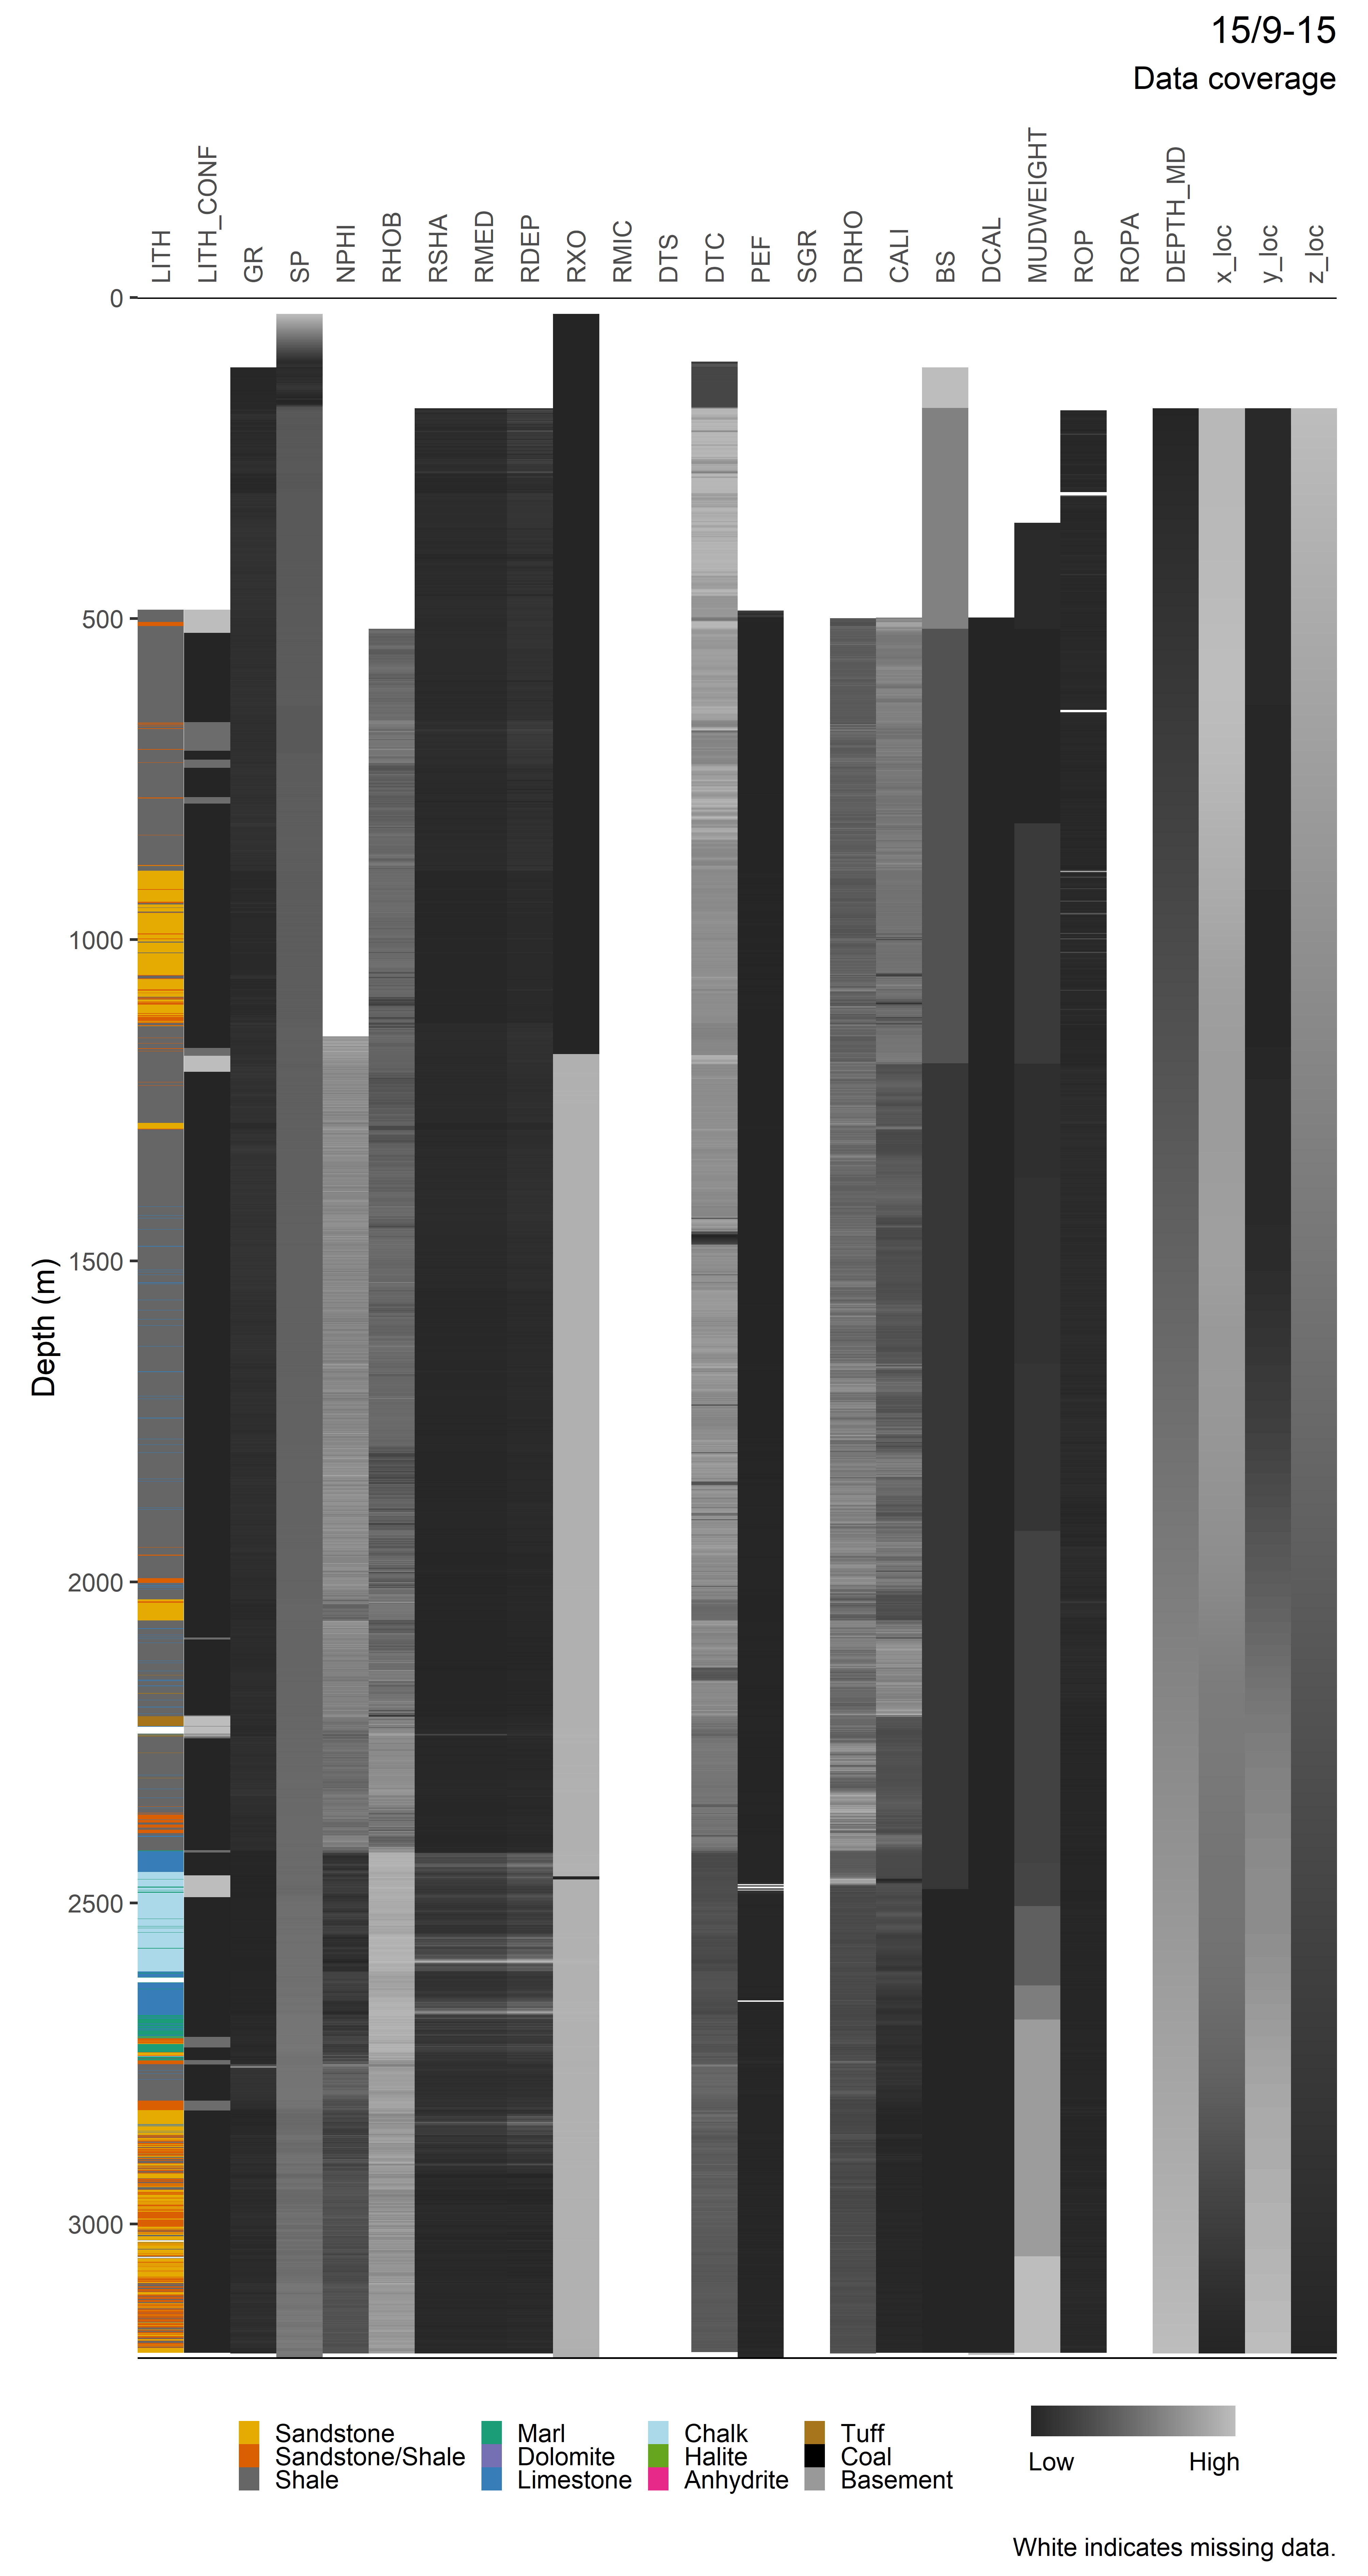 15/9-15
Data coverage
LITH
LITH_CONF
GR
SP
NPHI
RHOB
RSHA
RMED
RDEP
RXO
RMIC
DTS
DTC
PEF
SGR
DRHO
CALI
BS
DCAL
MUDWEIGHT
ROP
ROPA
DEPTH_MD
x_loc
y_loc
z_loc
0
500
1000
1500
2000
2500
3000
Depth (m)
Sandstone
Sandstone/Shale
Shale
Marl
Dolomite
Limestone
Chalk
Halite
Anhydrite
Tuff
Coal
Basement
Low High
White indicates missing data.